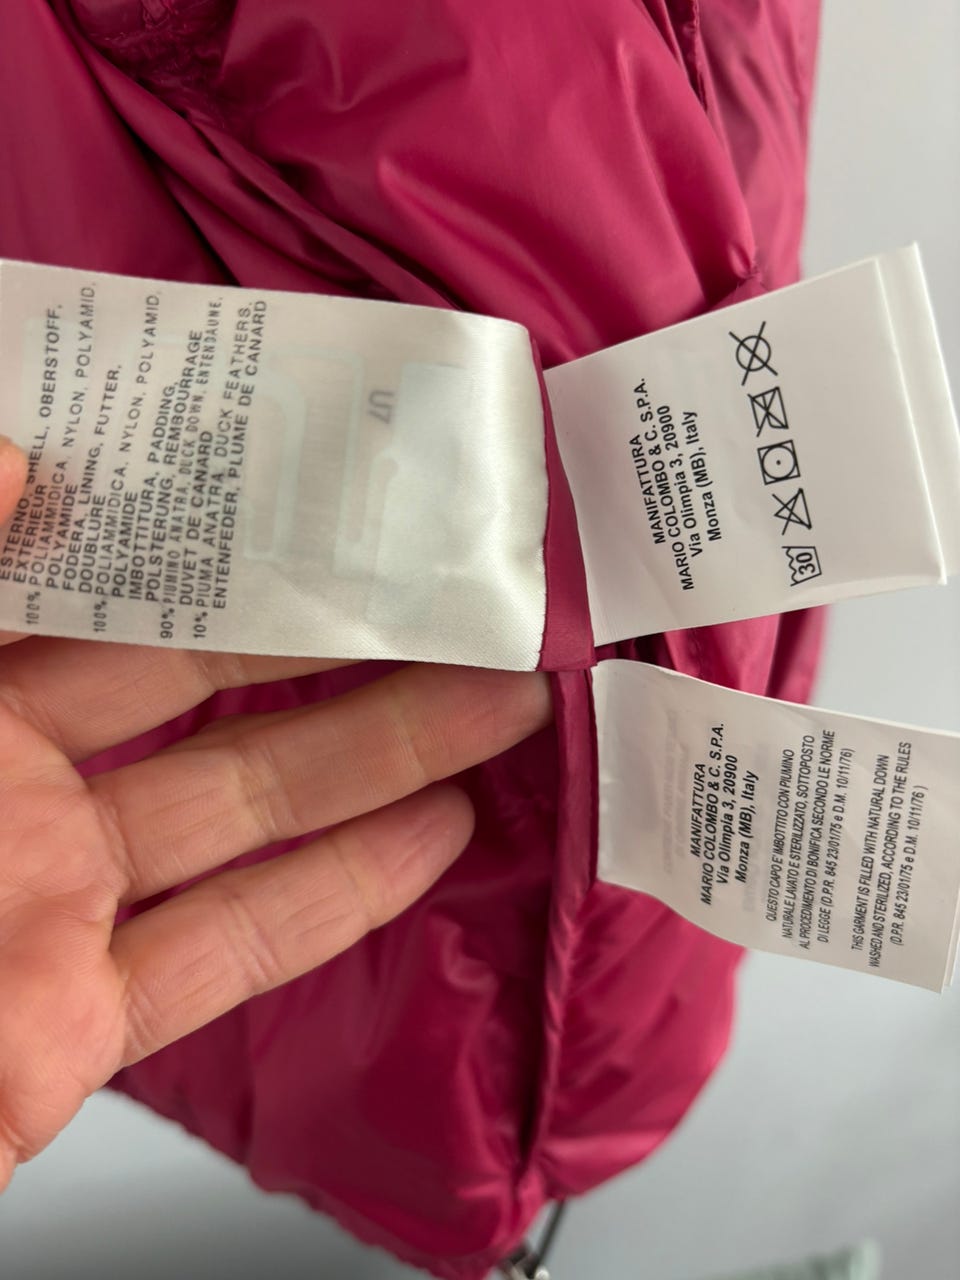 ESTERNO, SHELL, OBERSTOFF,
EXTERIEUR
100% POLIAMMIDICA, NYLON, POLYAMID,
POLYAMIDE
FODERA, LINING, FUTTER,
DOUBLURE
100% POLIAMMIDICA, NYLON, POLYAMID,
POLYAMIDE
IMBOTTITURA, PADDING,
POLSTERUNG, REMBOURRAGE
90% PIUMINO ANATRA, DUCK DOWN, ENTENDAUNE,
DUVET DE CANARD
10% PIUMA ANATRA, DUCK FEATHERS,
ENTENFEDER, PLUME DE CANARD
U7
MANIFATTURA
MARIO COLOMBO & C. S.P.A.
Via Olimpia 3, 20900
Monza (MB), Italy
30
MANIFATTURA
MARIO COLOMBO & C. S.P.A.
Via Olimpia 3, 20900
Monza (MB), Italy
QUESTO CAPO E' IMBOTTITO CON PIUMINO
NATURALE LAVATO E STERILIZZATO, SOTTOPOSTO
AL PROCEDIMENTO DI BONIFICA SECONDO LE NORME
DI LEGGE (D.P.R. 845 23/01/75 e D.M. 10/11/76)
THIS GARMENT IS FILLED WITH NATURAL DOWN
WASHED AND STERILIZED, ACCORDING TO THE RULES
(D.P.R. 845 23/01/75 e D.M. 10/11/76 )